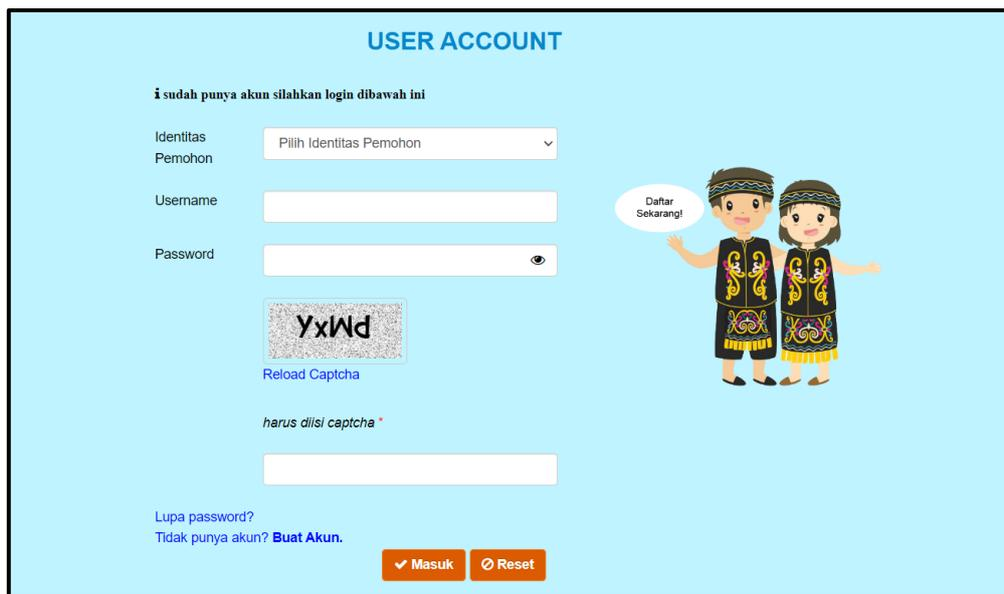 USER ACCOUNT
i sudah punya akun silahkan login dibawah ini
Identitas
Pemohon
Pilih Identitas Pemohon
Username
Password
Daftar
Sekarang!
Reload Captcha
harus diisi captcha *
Lupa password?
Tidak punya akun? Buat Akun.
Masuk
Reset